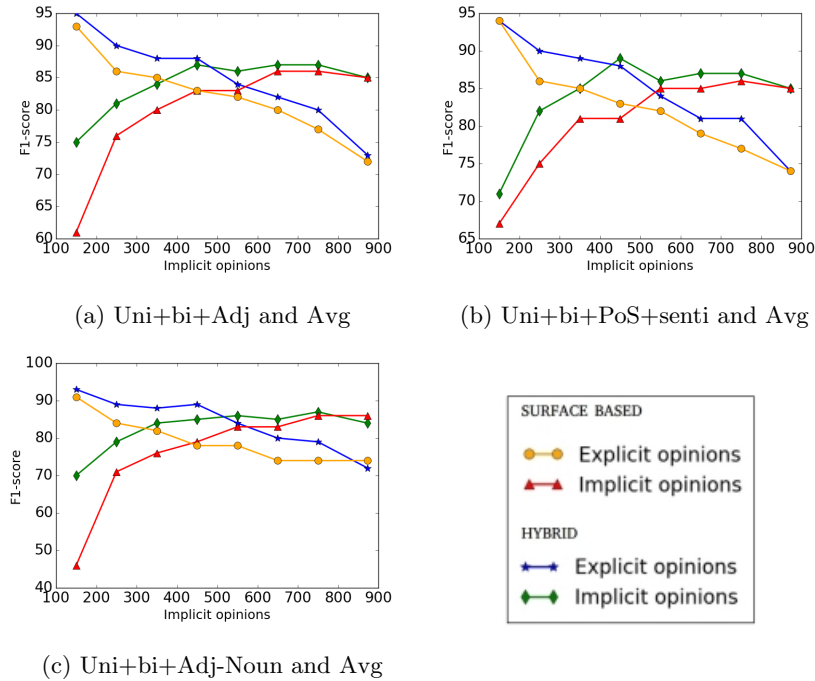 95
90
85
80
75
70
65
60
F1-score
100 200 300 400 500 600 700 800 900
Implicit opinions
(a) Uni+bi+Adj and Avg
95
90
85
80
75
70
65
F1-score
100 200 300 400 500 600 700 800 900
Implicit opinions
(b) Uni+bi+PoS+senti and Avg
100
90
80
70
60
50
40
F1-score
100 200 300 400 500 600 700 800 900
Implicit opinions
(c) Uni+bi+Adj-Noun and Avg
SURFACE BASED
Explicit opinions
Implicit opinions
HYBRID
Explicit opinions
Implicit opinions